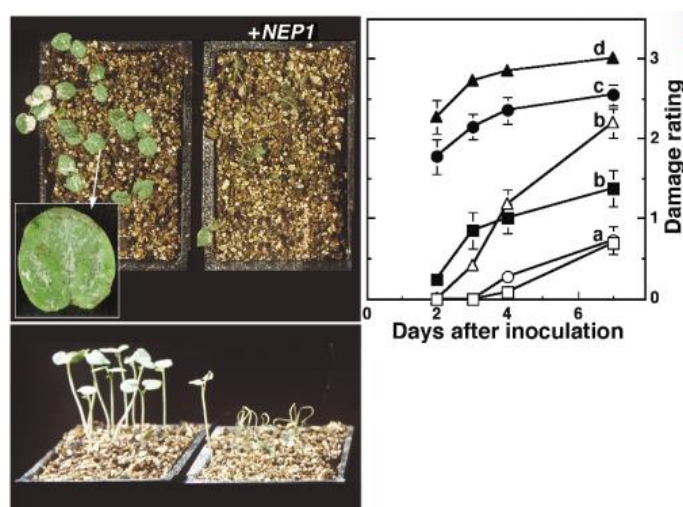 +NEP1
d
c
b
b
a
3
2
1
0
0
2
4
6
Days after inoculation
Damage rating